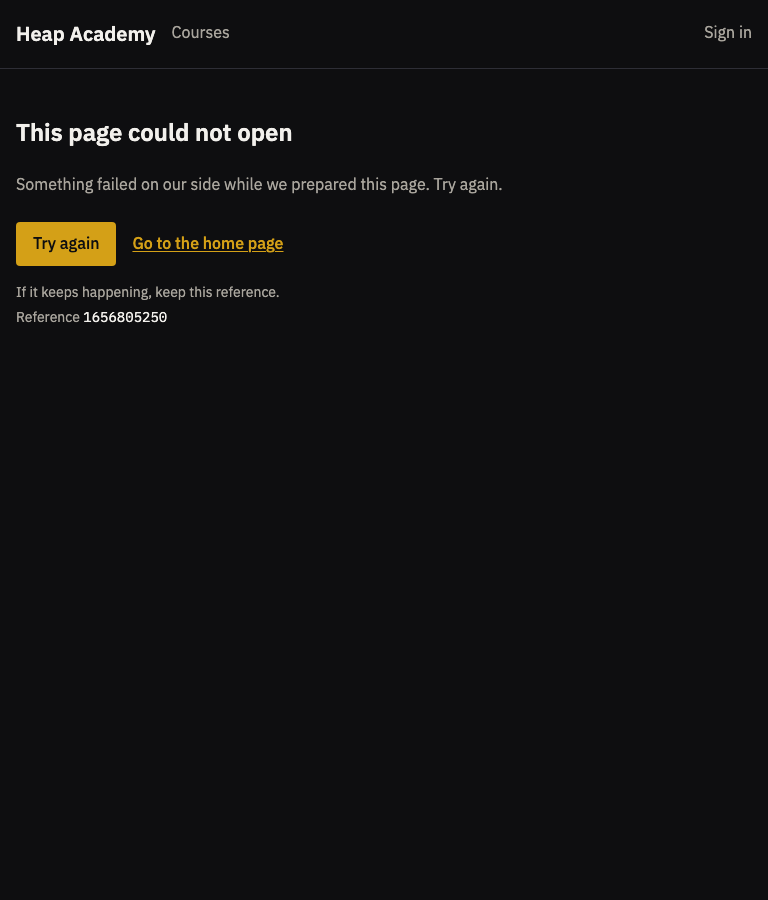 Heap Academy Courses Sign in
This page could not open
Something failed on our side while we prepared this page. Try again.
Try again Go to the home page
If it keeps happening, keep this reference.
Reference 1656805250